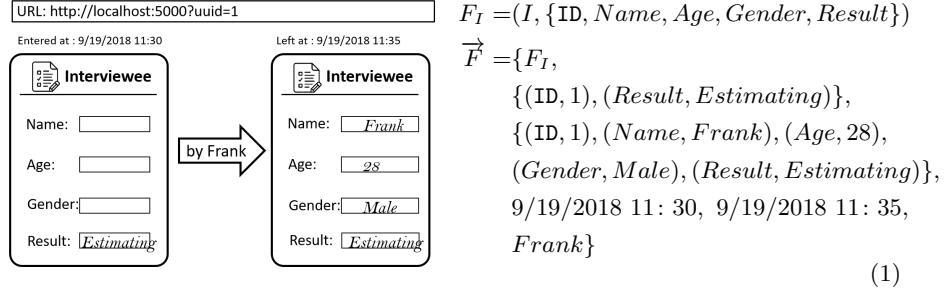 URL: http://localhost:5000?uuid=1
Entered at : 9/19/2018 11:30
Left at : 9/19/2018 11:35
Interviewee
Name:
Age:
Gender:
Result: Estimating
by Frank
Interviewee
Name: Frank
Age: 28
Gender: Male
Result: Estimating
F_I =(I, {ID, Name, Age, Gender, Result})
\overrightarrow{F} ={F_I,
{(ID, 1), (Result, Estimating)},
{(ID, 1), (Name, Frank), (Age, 28),
(Gender, Male), (Result, Estimating)},
9/19/2018 11: 30, 9/19/2018 11: 35,
Frank}
(1)